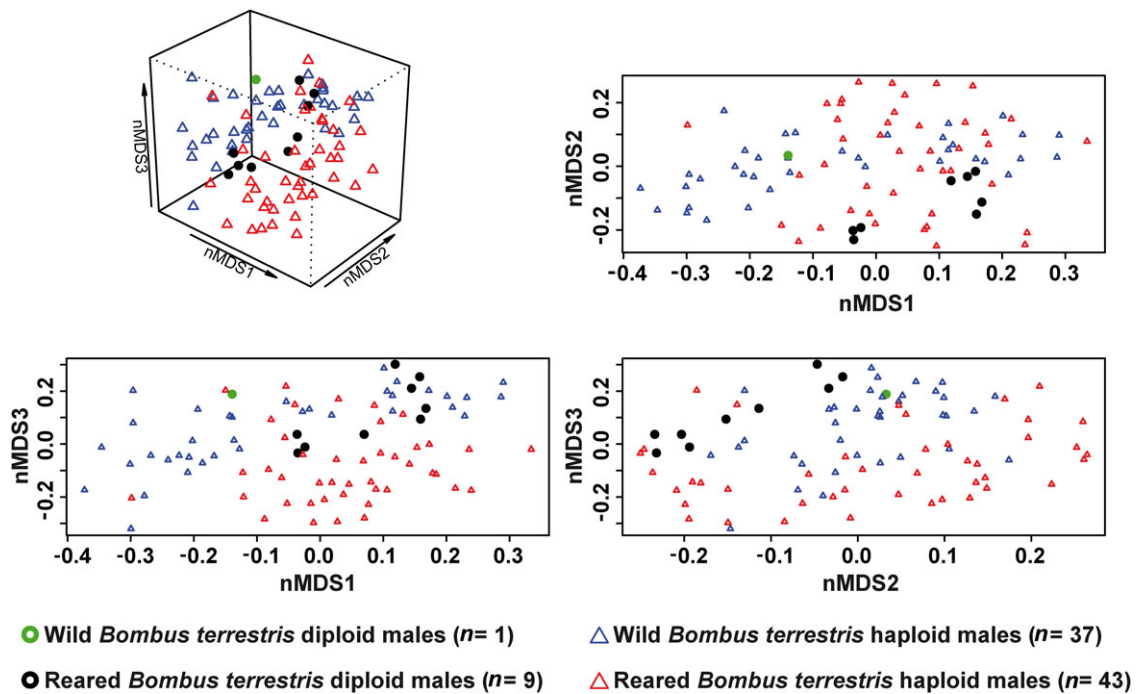 nMDS3
nMDS1
nMDS2
nMDS2
0.2
0.0
-0.2
-0.4 -0.3 -0.2 -0.1 0.0 0.1 0.2 0.3
nMDS1
nMDS3
0.2
0.0
-0.2
-0.4 -0.3 -0.2 -0.1 0.0 0.1 0.2 0.3
nMDS1
nMDS3
0.2
0.0
-0.2
-0.2 -0.1 0.0 0.1 0.2
nMDS2
Wild Bombus terrestris diploid males (n= 1)
Wild Bombus terrestris haploid males (n= 37)
Reared Bombus terrestris diploid males (n= 9)
Reared Bombus terrestris haploid males (n= 43)